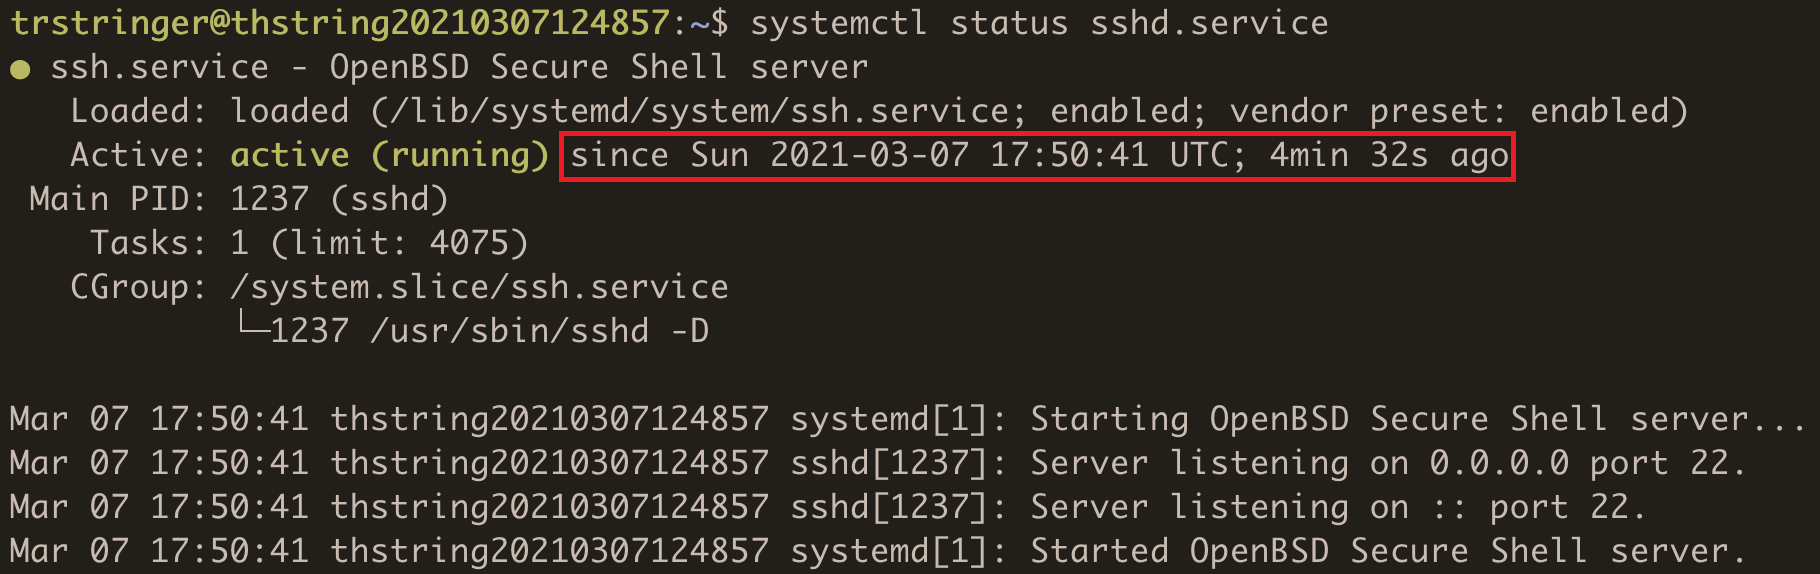 trstringer@thstring20210307124857:~$ systemctl status sshd.service
● ssh.service - OpenBSD Secure Shell server
Loaded: loaded (/lib/systemd/system/ssh.service; enabled; vendor preset: enabled)
Active: active (running) since Sun 2021-03-07 17:50:41 UTC; 4min 32s ago
Main PID: 1237 (sshd)
Tasks: 1 (limit: 4075)
CGroup: /system.slice/ssh.service
└─1237 /usr/sbin/sshd -D
Mar 07 17:50:41 thstring20210307124857 systemd[1]: Starting OpenBSD Secure Shell server...
Mar 07 17:50:41 thstring20210307124857 sshd[1237]: Server listening on 0.0.0.0 port 22.
Mar 07 17:50:41 thstring20210307124857 sshd[1237]: Server listening on :: port 22.
Mar 07 17:50:41 thstring20210307124857 systemd[1]: Started OpenBSD Secure Shell server.